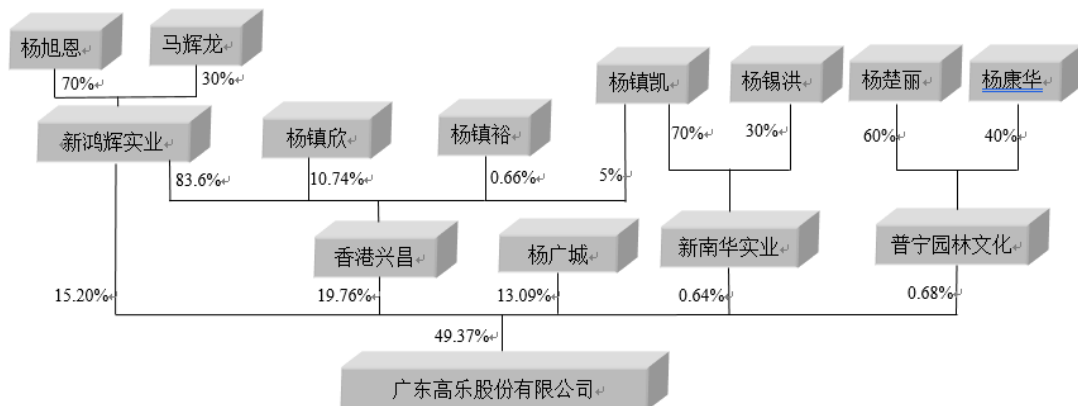 杨旭恩
马辉龙
杨镇凯
杨锡洪
杨楚丽
杨康华
70%
30%
新鸿辉实业
杨镇欣
杨镇裕
70%
30%
60%
40%
83.6%
10.74%
0.66%
5%
香港兴昌
杨广城
新南华实业
普宁园林文化
15.20%
19.76%
13.09%
0.64%
0.68%
49.37%
广东高乐股份有限公司